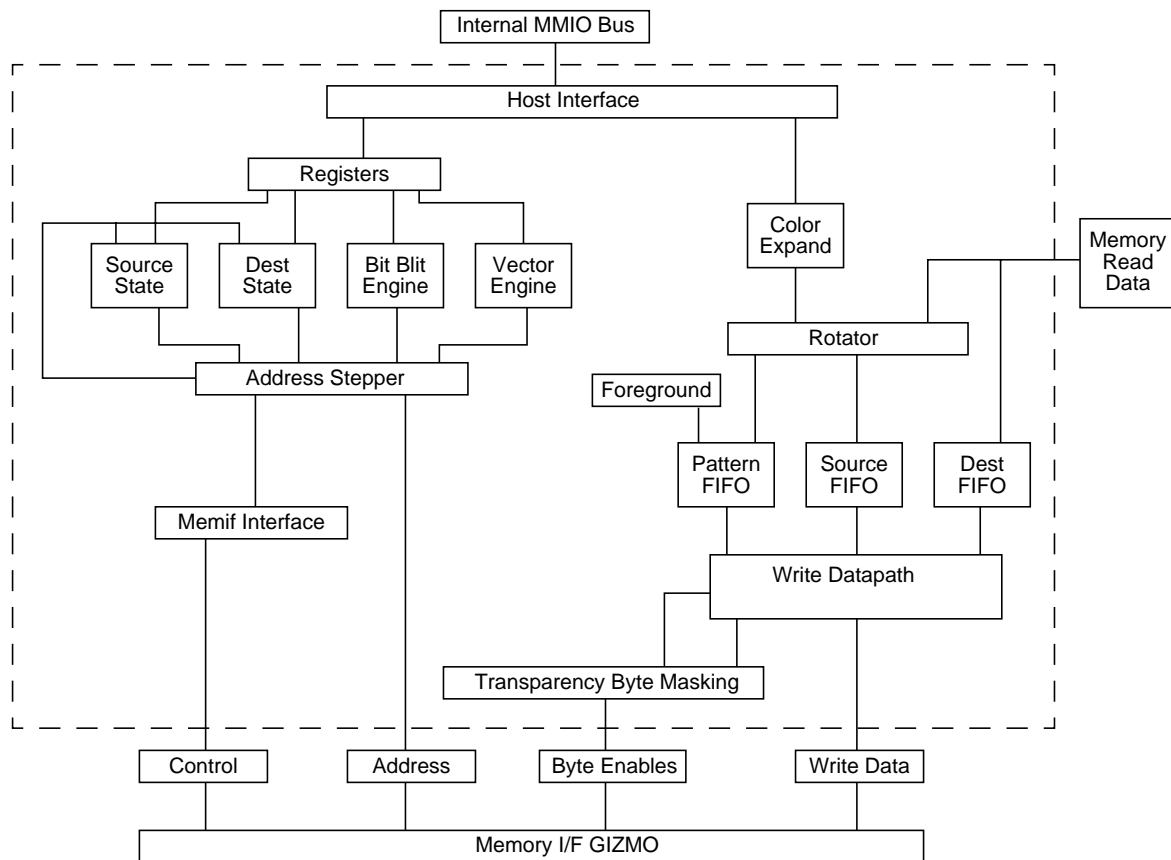 Internal MMIO Bus
Host Interface
Registers
Color
Expand
Source
State
Dest
State
Bit Blit
Engine
Vector
Engine
Memory
Read
Data
Rotator
Address Stepper
Foreground
Pattern
FIFO
Source
FIFO
Dest
FIFO
Memif Interface
Write Datapath
Transparency Byte Masking
Control
Address
Byte Enables
Write Data
Memory I/F GIZMO